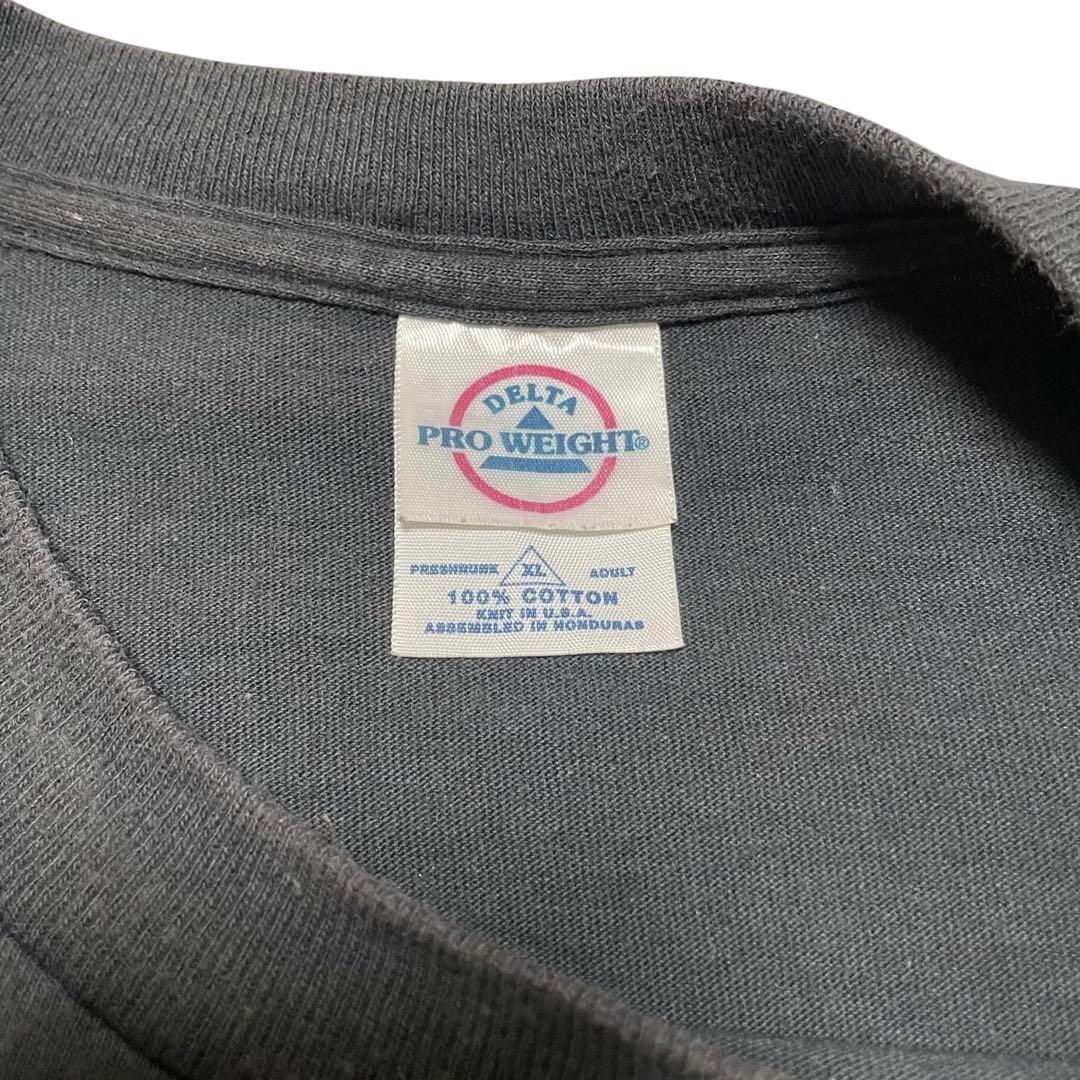 DELTA
PRO WEIGHT®
PRESHRUNK XL ADULT
100% COTTON
KNIT IN U.S.A.
ASSEMBLED IN HONDURAS